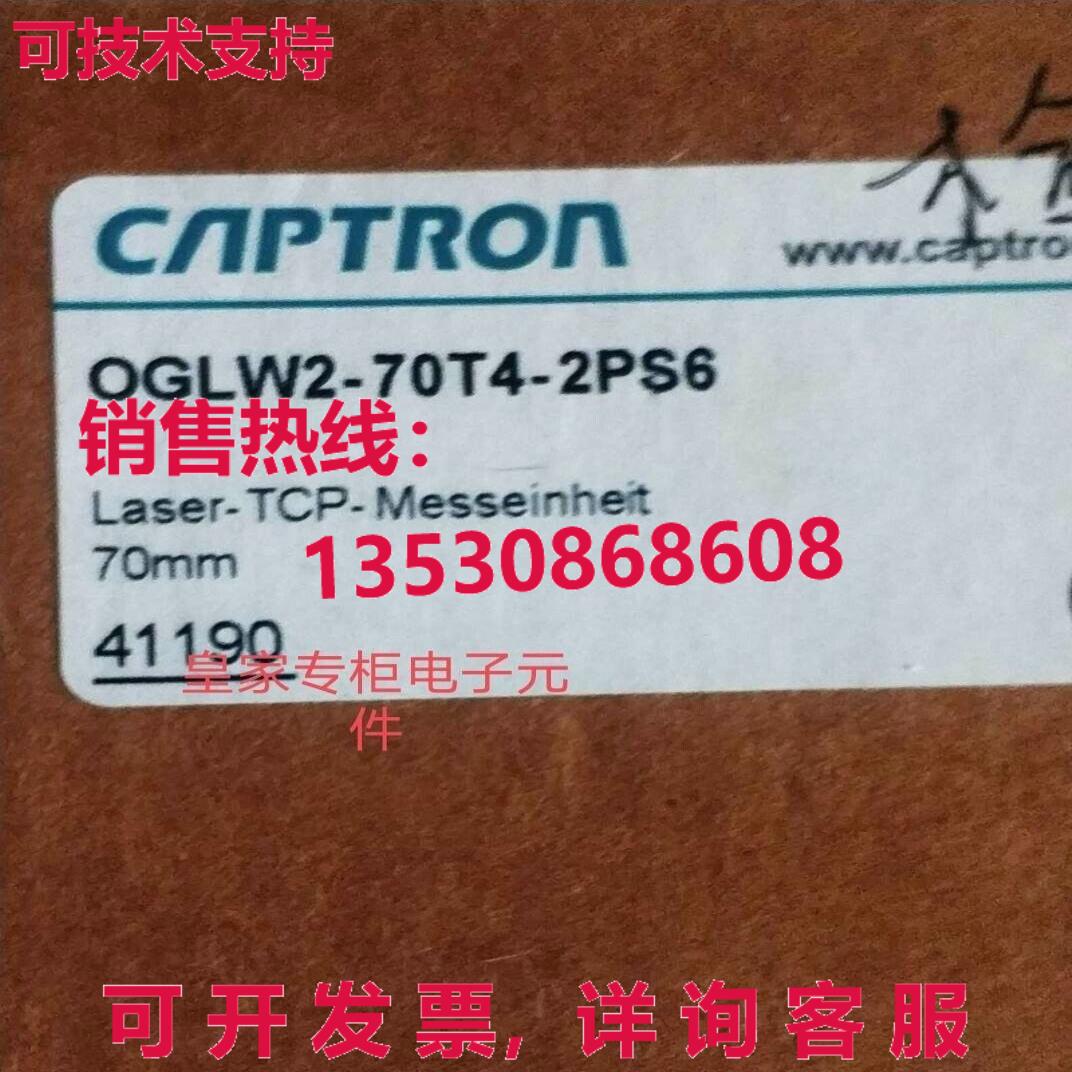 可技术支持
CAPTRON
www.captro
OGLW2-70T4-2PS6
销售热线：
Laser-TCP-Messeinheit
70mm
13530868608
41190
皇家专柜电子元
件
可开发票, 详询客服